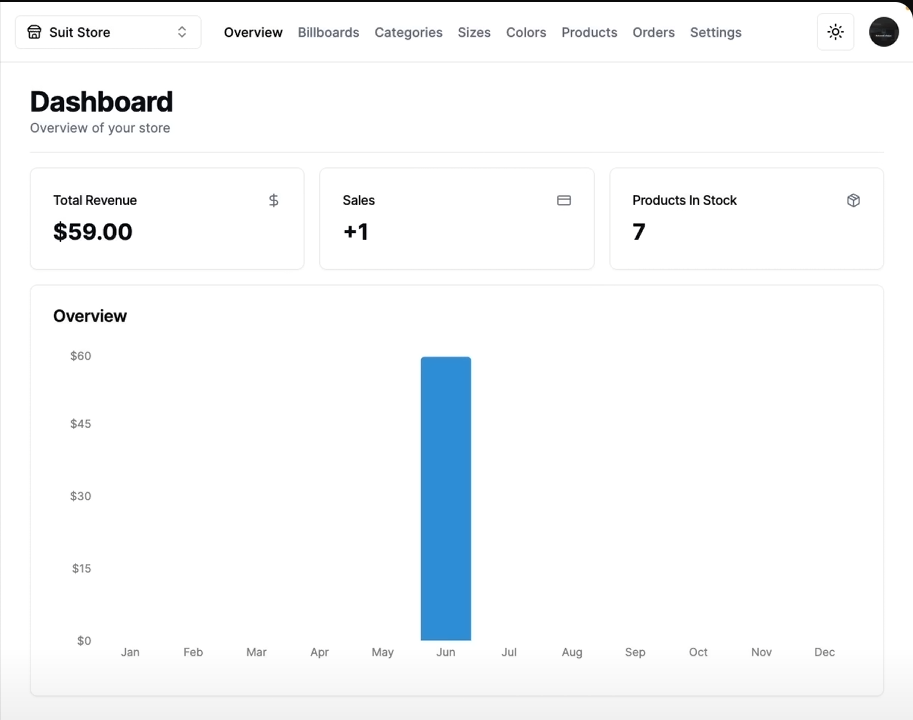 Suit Store Overview Billboards Categories Sizes Colors Products Orders Settings
Dashboard
Overview of your store
Total Revenue $
$59.00
Sales
+1
Products In Stock
7
Overview
$60
$45
$30
$15
$0
Jan Feb Mar Apr May Jun Jul Aug Sep Oct Nov Dec